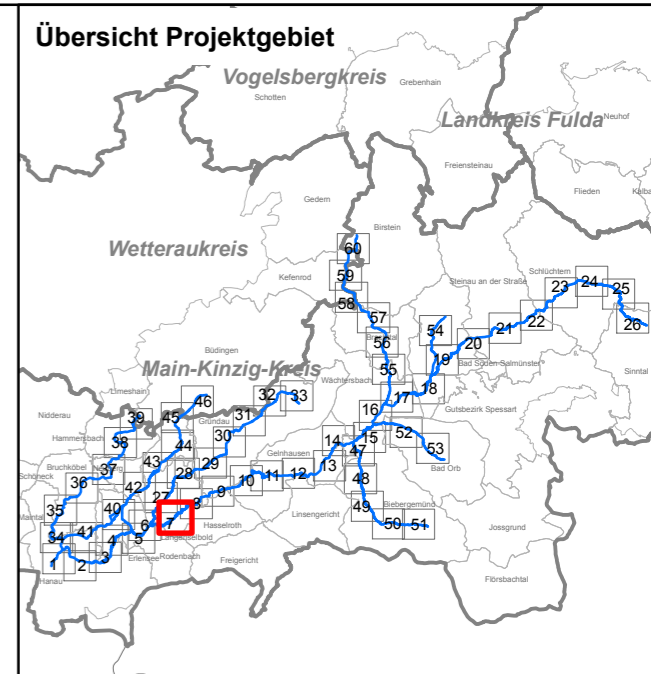 Übersicht Projektgebiet
Vogelsbergkreis
Grebenhain
Schotten
Landkreis Fulda
Neuhof
Freiensteinau
Flieden
Gedern
Birstein
Wetteraukreis
60
Kefenrod
59
Steinau an der Straße
Schlüchtern
23
24
25
58
57
54
22
26
21
56
20
Büdingen
19
Sinntal
Main-Kinzig-Kreis
Bad Soden-Salmünster
Wächtersbach
55
Limeshain
46
32
33
18
17
Nidderau
39
45
31
16
Gutsbezirk Spessart
Gründau
Hammersbach
38
30
52
44
14
15
Gelnhausen
47
53
Bruchköbel
37
43
29
13
Bad Orb
Schöneck
36
28
10
11
12
48
42
27
9
Linsengericht
35
8
49
Biebergemünd
Maintal
40
6
7
Hasselroth
50
51
Jossgrund
34
41
5
4
Erlensee
Rodenbach
Freigericht
1
2
3
Hanau
Flörsbachtal